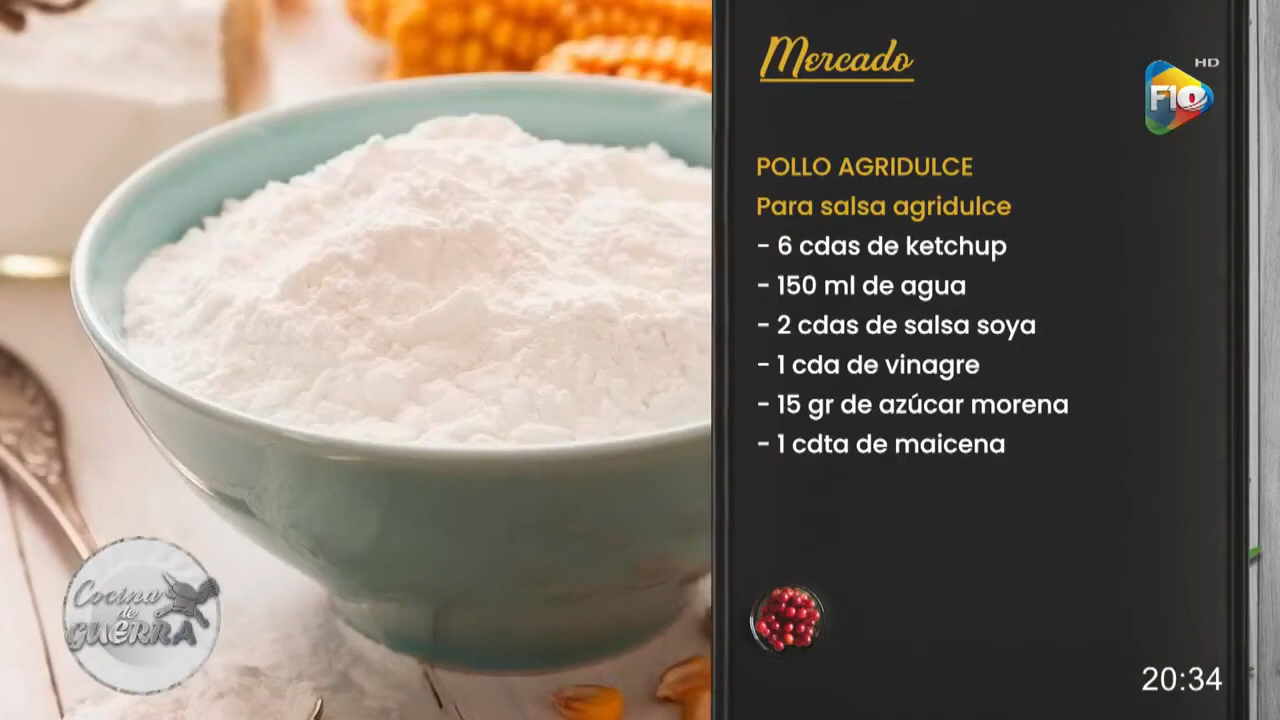 Mercado
HD
F10
POLLO AGRIDULCE
Para salsa agridulce
- 6 cdas de ketchup
- 150 ml de agua
- 2 cdas de salsa soya
- 1 cda de vinagre
- 15 gr de azúcar morena
- 1 cdta de maicena
Cocina
de
GUERRA
20:34